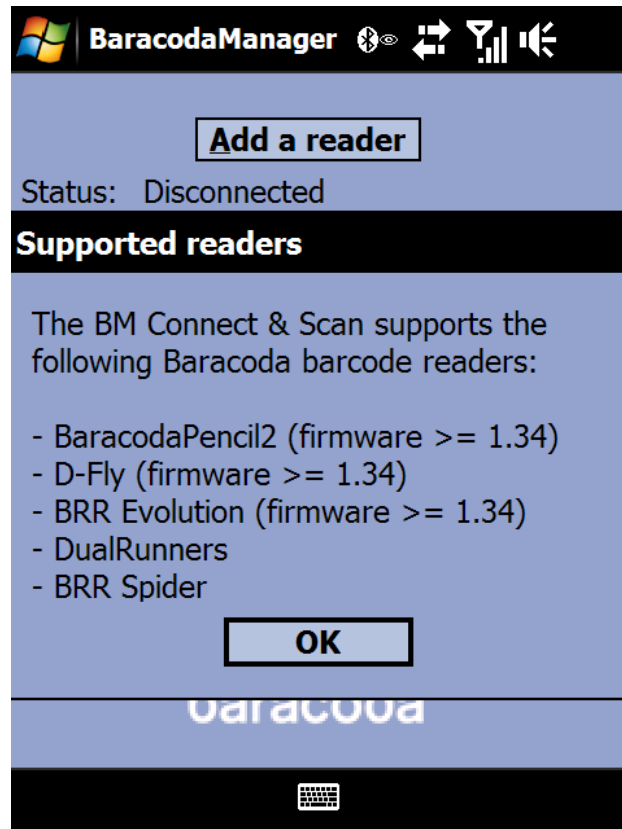 BaracodaManager
Add a reader
Status: Disconnected
Supported readers
The BM Connect & Scan supports the
following Baracoda barcode readers:
- BaracodaPencil2 (firmware >= 1.34)
- D-Fly (firmware >= 1.34)
- BRR Evolution (firmware >= 1.34)
- DualRunners
- BRR Spider
OK
baracoda